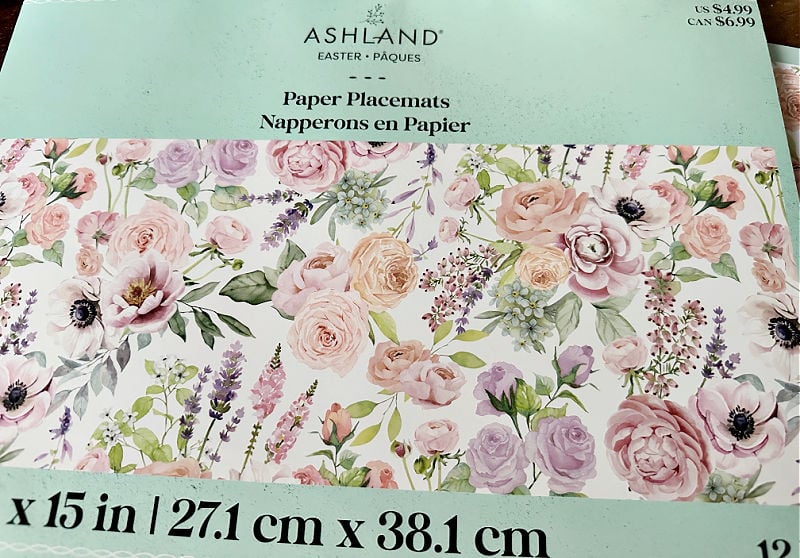 US $4.99
CAN $6.99
ASHLAND®
EASTER • PÂQUES
Paper Placemats
Napperons en Papier
x 15 in | 27.1 cm x 38.1 cm
12